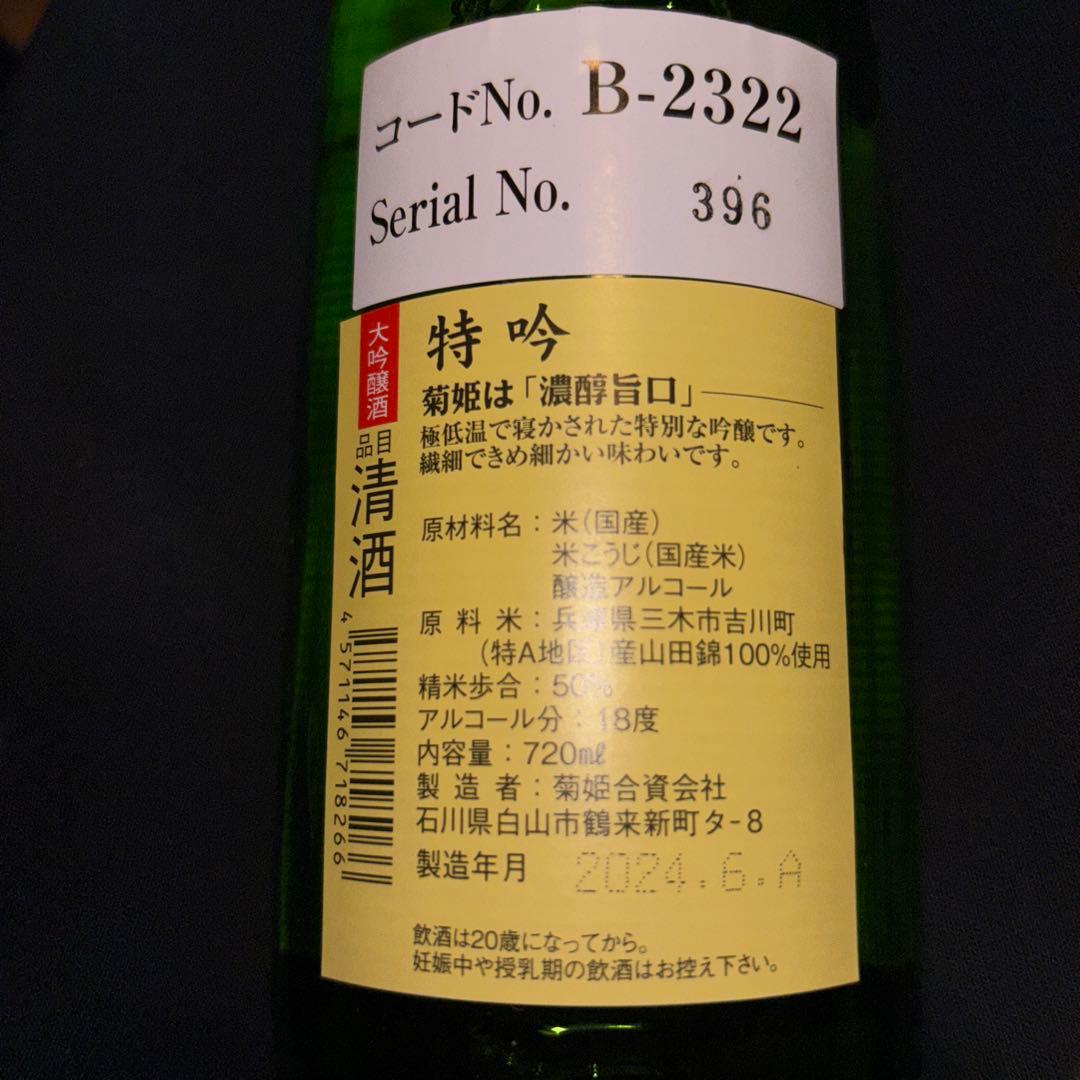 コードNo. B-2322
Serial No. 396
大吟醸酒
品目
清酒
4 571146 718266
特吟
菊姫は「濃醇旨口」
極低温で寝かされた特別な吟醸です。
繊細できめ細かい味わいです。
原材料名：米（国産）
米こうじ（国産米）
醸造アルコール
原料米：兵庫県三木市吉川町
（特A地区）産山田錦100%使用
精米歩合：50%
アルコール分：18度
内容量：720㎖
製造者：菊姫合資会社
石川県白山市鶴来新町タ-8
製造年月 2024.6.A
飲酒は20歳になってから。
妊娠中や授乳期の飲酒はお控え下さい。